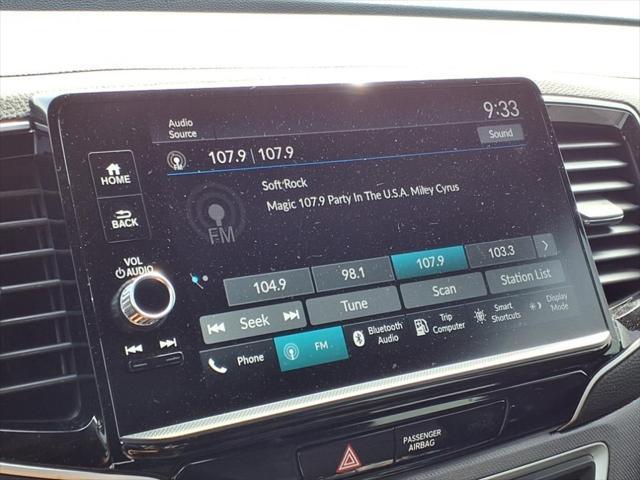 9:33
Audio
Source
Sound
107.9 | 107.9
Soft Rock
Magic 107.9 Party In The U.S.A. Miley Cyrus
FM
HOME
BACK
VOL
AUDIO
104.9 98.1 107.9 103.3
Seek Tune Scan Station List
Phone FM Bluetooth Audio Trip Computer Smart Shortcuts Display Mode
PASSENGER
AIRBAG